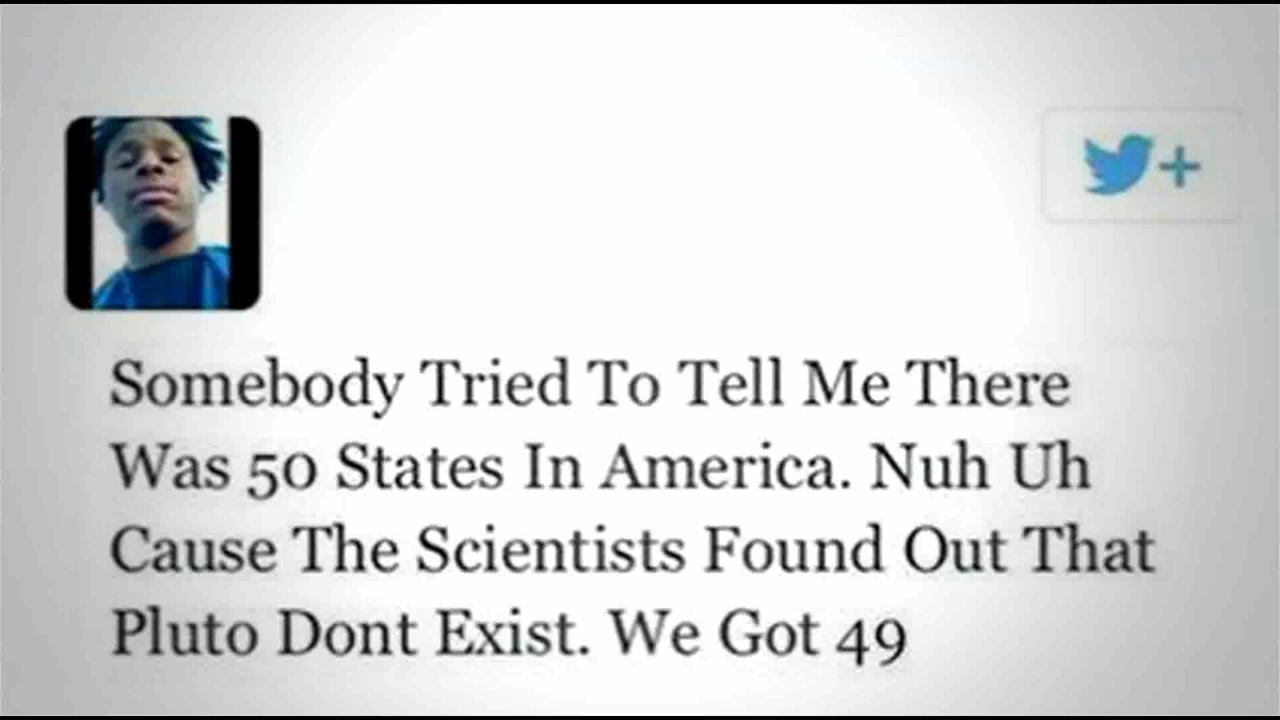 Somebody Tried To Tell Me There
Was 50 States In America. Nuh Uh
Cause The Scientists Found Out That
Pluto Dont Exist. We Got 49